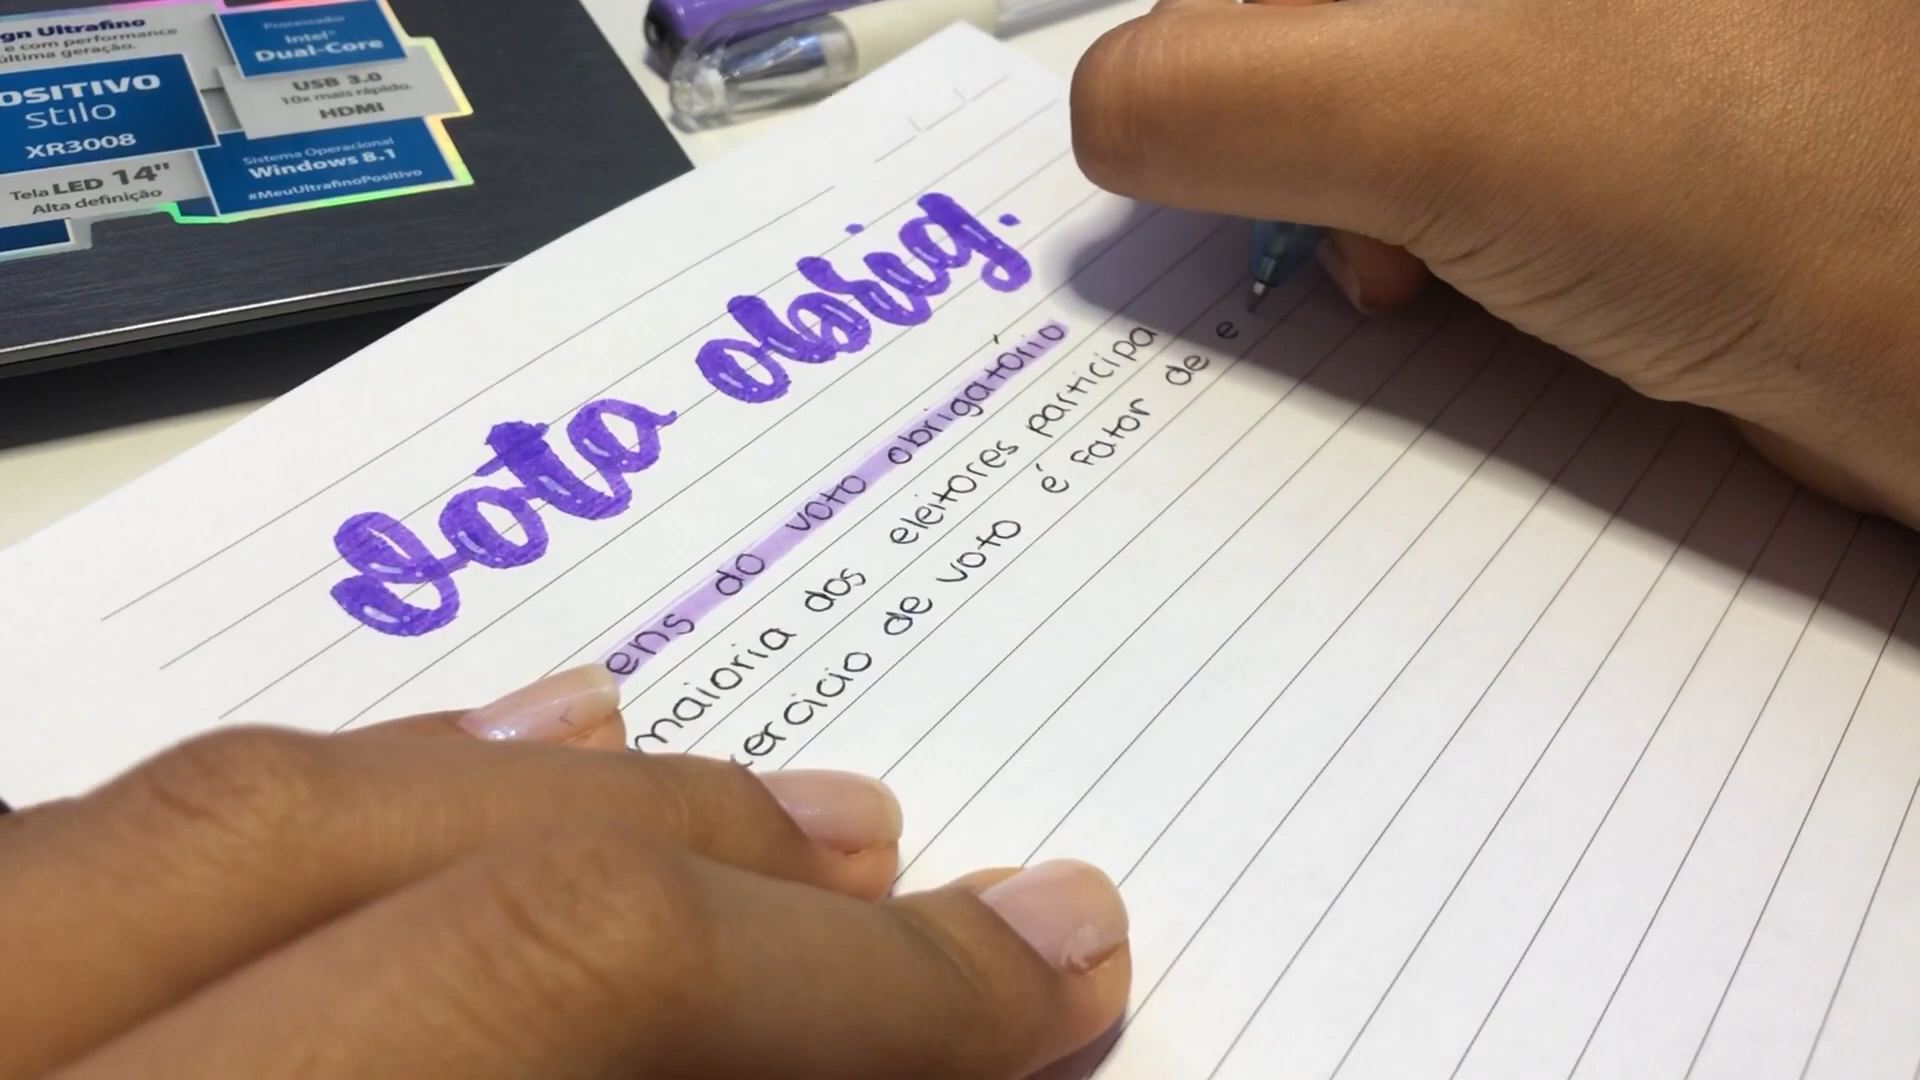 gn Ultrafino
e com performance
última geração.
OSITIVO
stilo
XR3008
Tela LED 14"
Alta definição
Processador
Intel®
Dual-Core
USB 3.0
10x mais rápido.
HDMI
Sistema Operacional
Windows 8.1
#MeuUltrafinoPositivo
Vota obrig.
ens do voto obrigatório
maioria dos eleitores participa
ercicio de voto é fator de e